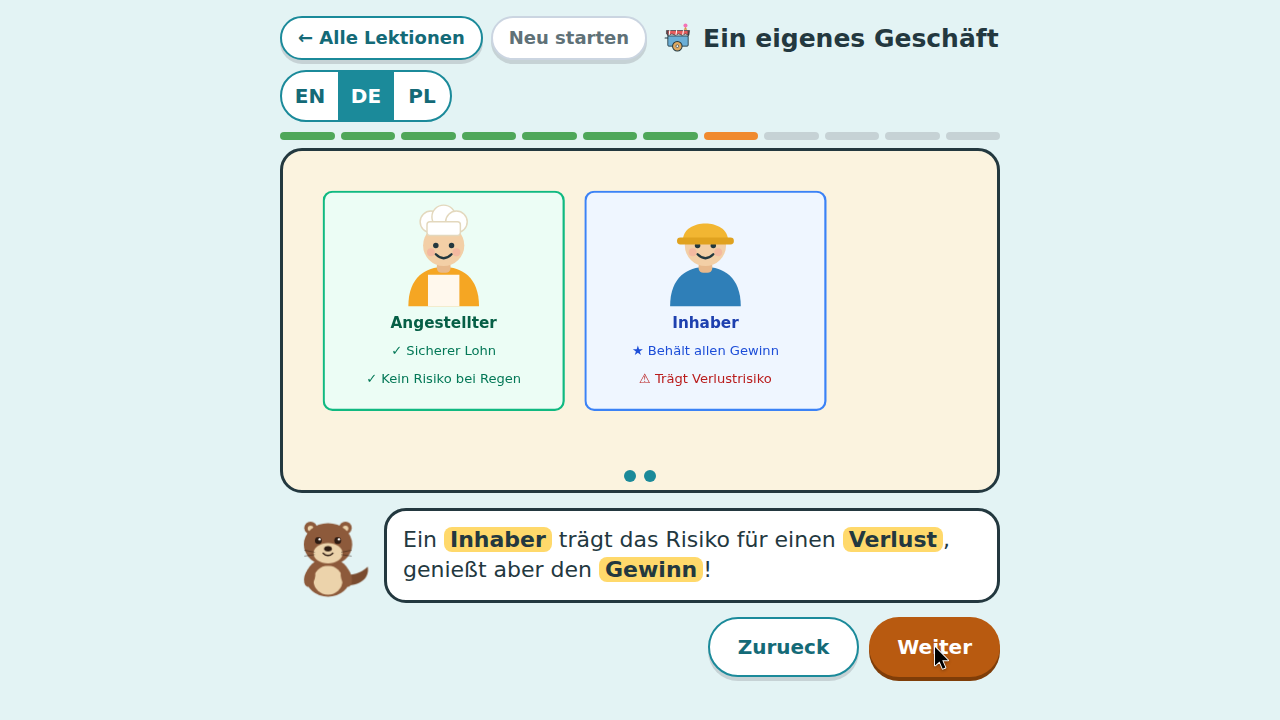 ← Alle Lektionen
Neu starten
Ein eigenes Geschäft
EN DE PL
Angestellter
✓ Sicherer Lohn
✓ Kein Risiko bei Regen
Inhaber
★ Behält allen Gewinn
⚠ Trägt Verlustrisiko
Ein Inhaber trägt das Risiko für einen Verlust,
genießt aber den Gewinn!
Zurueck
Weiter